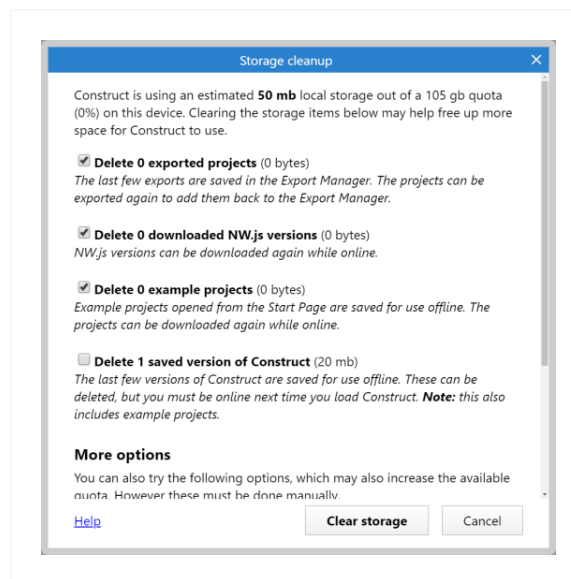 Storage cleanup
Construct is using an estimated 50 mb local storage out of a 105 gb quota
(0%) on this device. Clearing the storage items below may help free up more
space for Construct to use.
Delete 0 exported projects (0 bytes)
The last few exports are saved in the Export Manager. The projects can be
exported again to add them back to the Export Manager.
Delete 0 downloaded NW.js versions (0 bytes)
NW.js versions can be downloaded again while online.
Delete 0 example projects (0 bytes)
Example projects opened from the Start Page are saved for use offline. The
projects can be downloaded again while online.
Delete 1 saved version of Construct (20 mb)
The last few versions of Construct are saved for use offline. These can be
deleted, but you must be online next time you load Construct. Note: this also
includes example projects.
More options
You can also try the following options, which may also increase the available
quota. However these must be done manually.
Help
Clear storage
Cancel